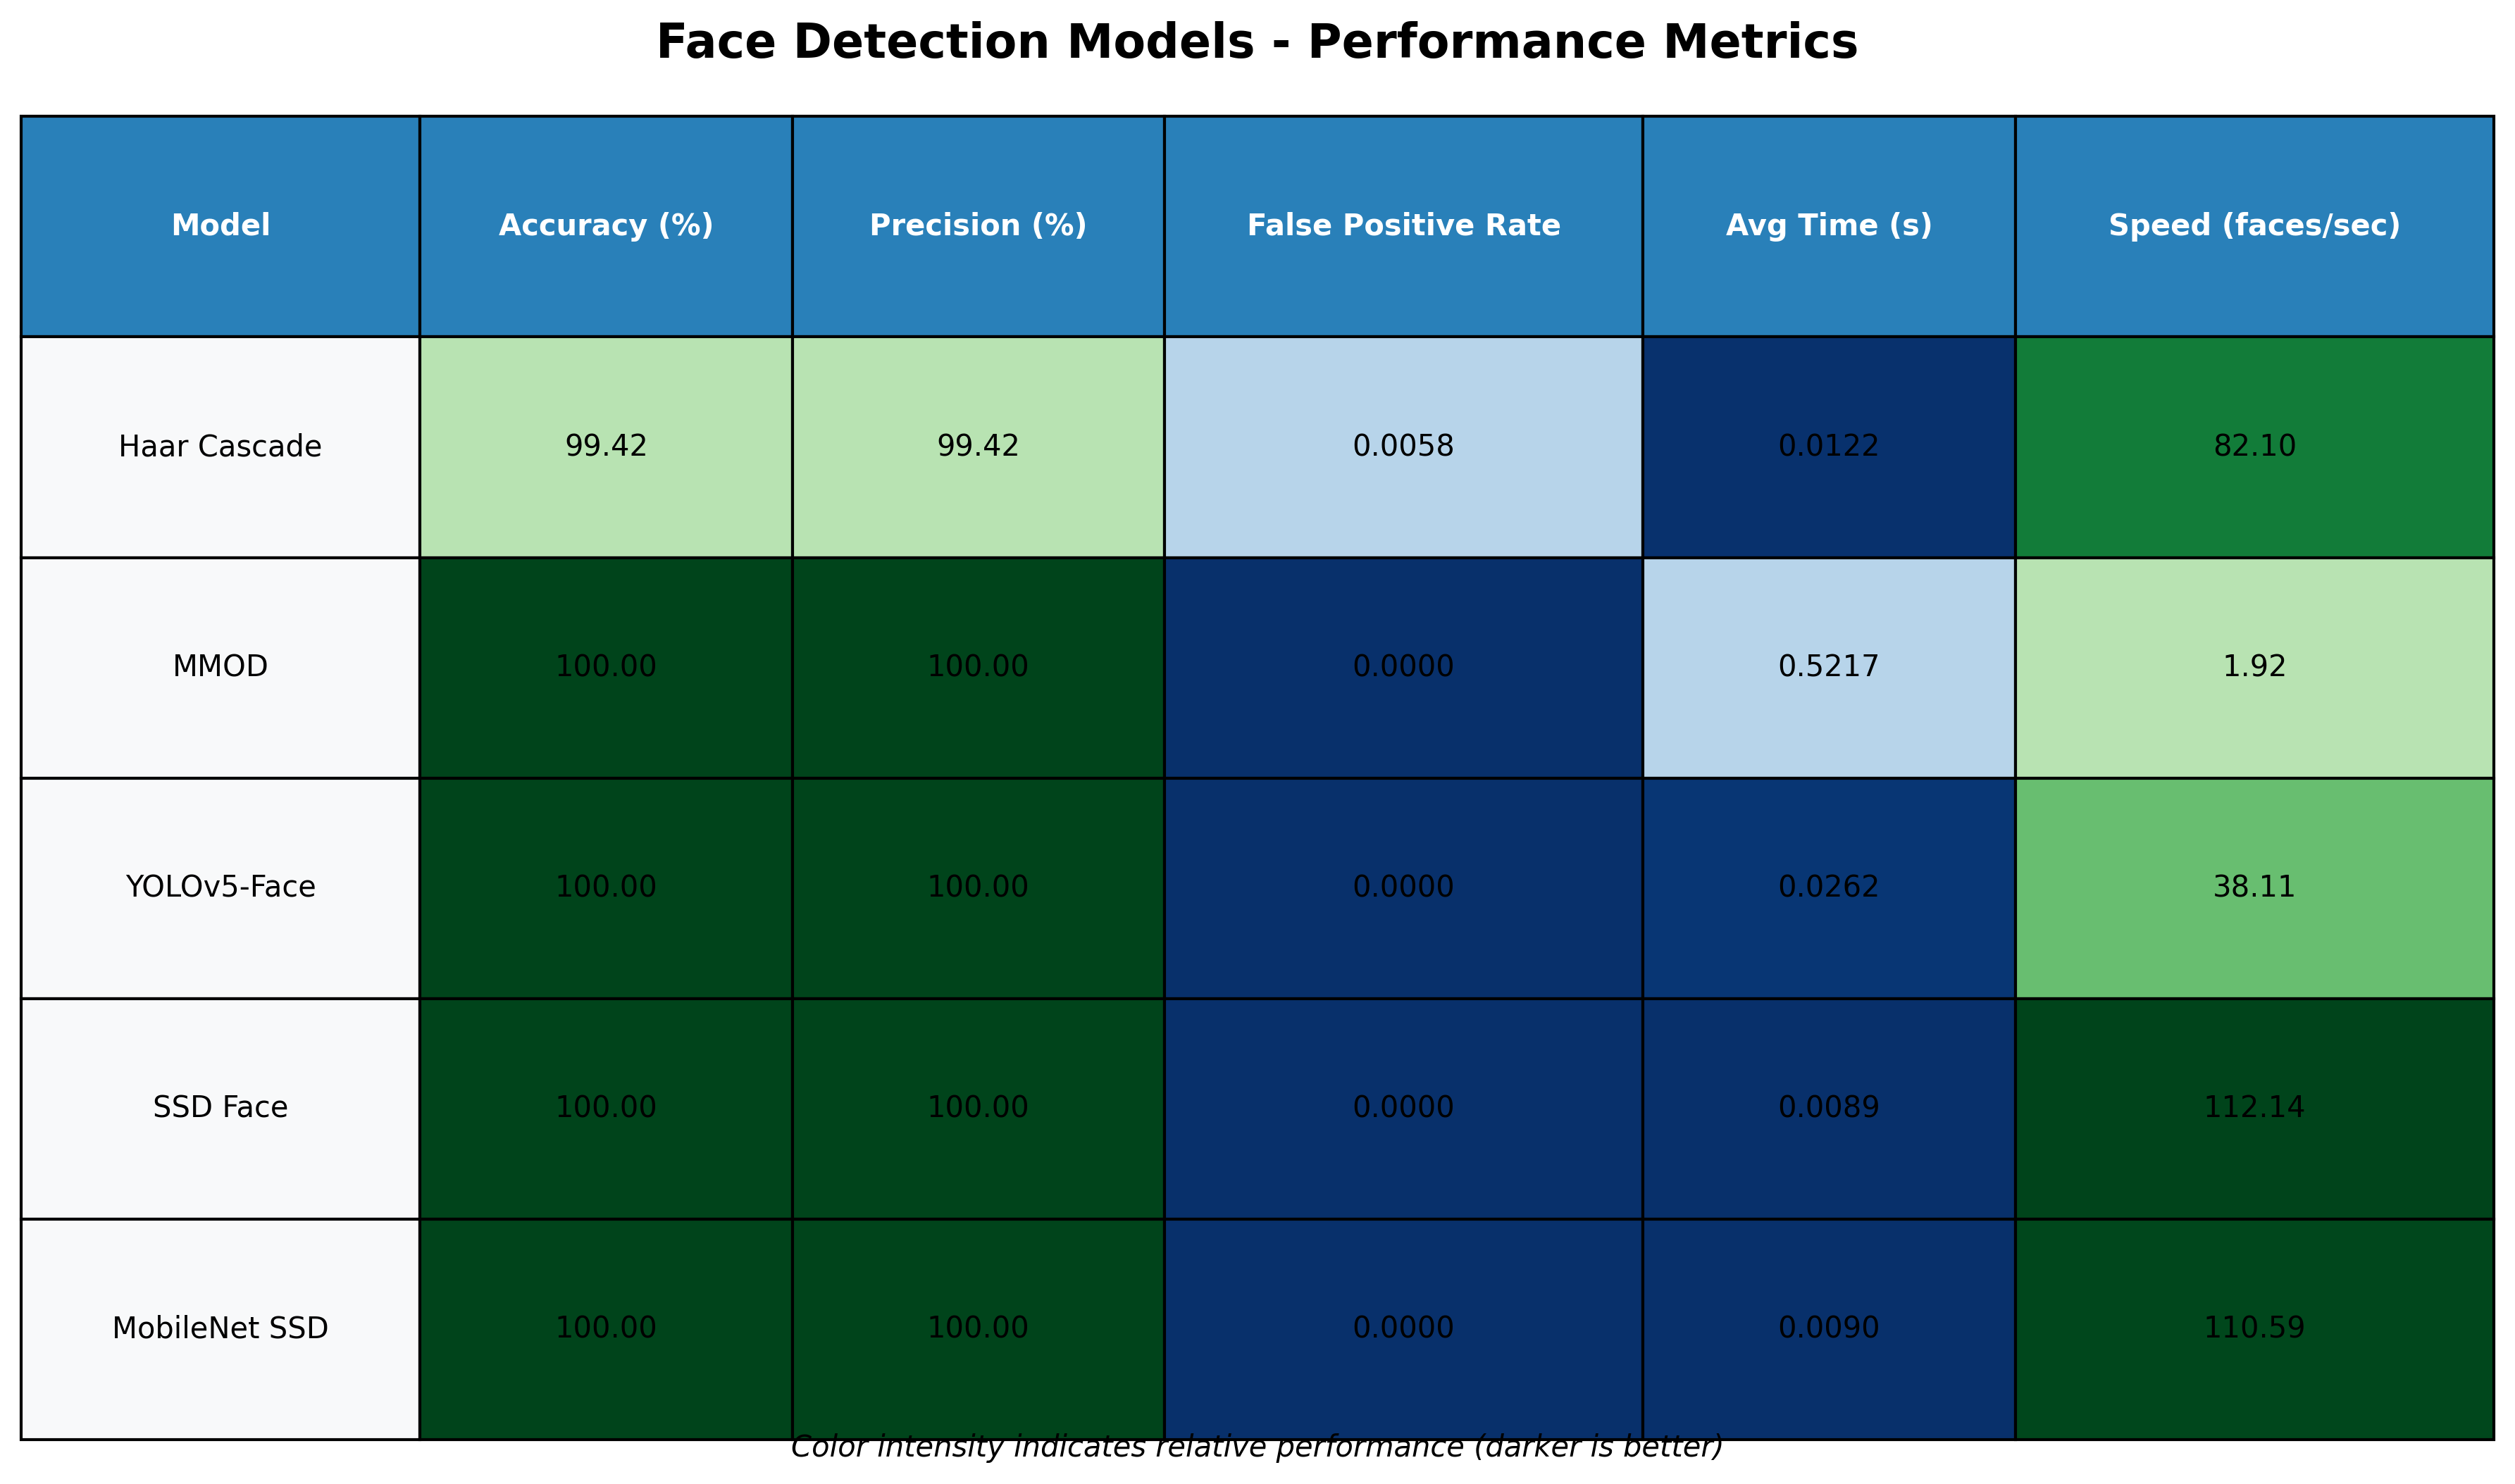 Face Detection Models - Performance Metrics
Model Accuracy (%) Precision (%) False Positive Rate Avg Time (s) Speed (faces/sec)
Haar Cascade 99.42 99.42 0.0058 0.0122 82.10
MMOD 100.00 100.00 0.0000 0.5217 1.92
YOLOv5-Face 100.00 100.00 0.0000 0.0262 38.11
SSD Face 100.00 100.00 0.0000 0.0089 112.14
MobileNet SSD 100.00 100.00 0.0000 0.0090 110.59
Color intensity indicates relative performance (darker is better)